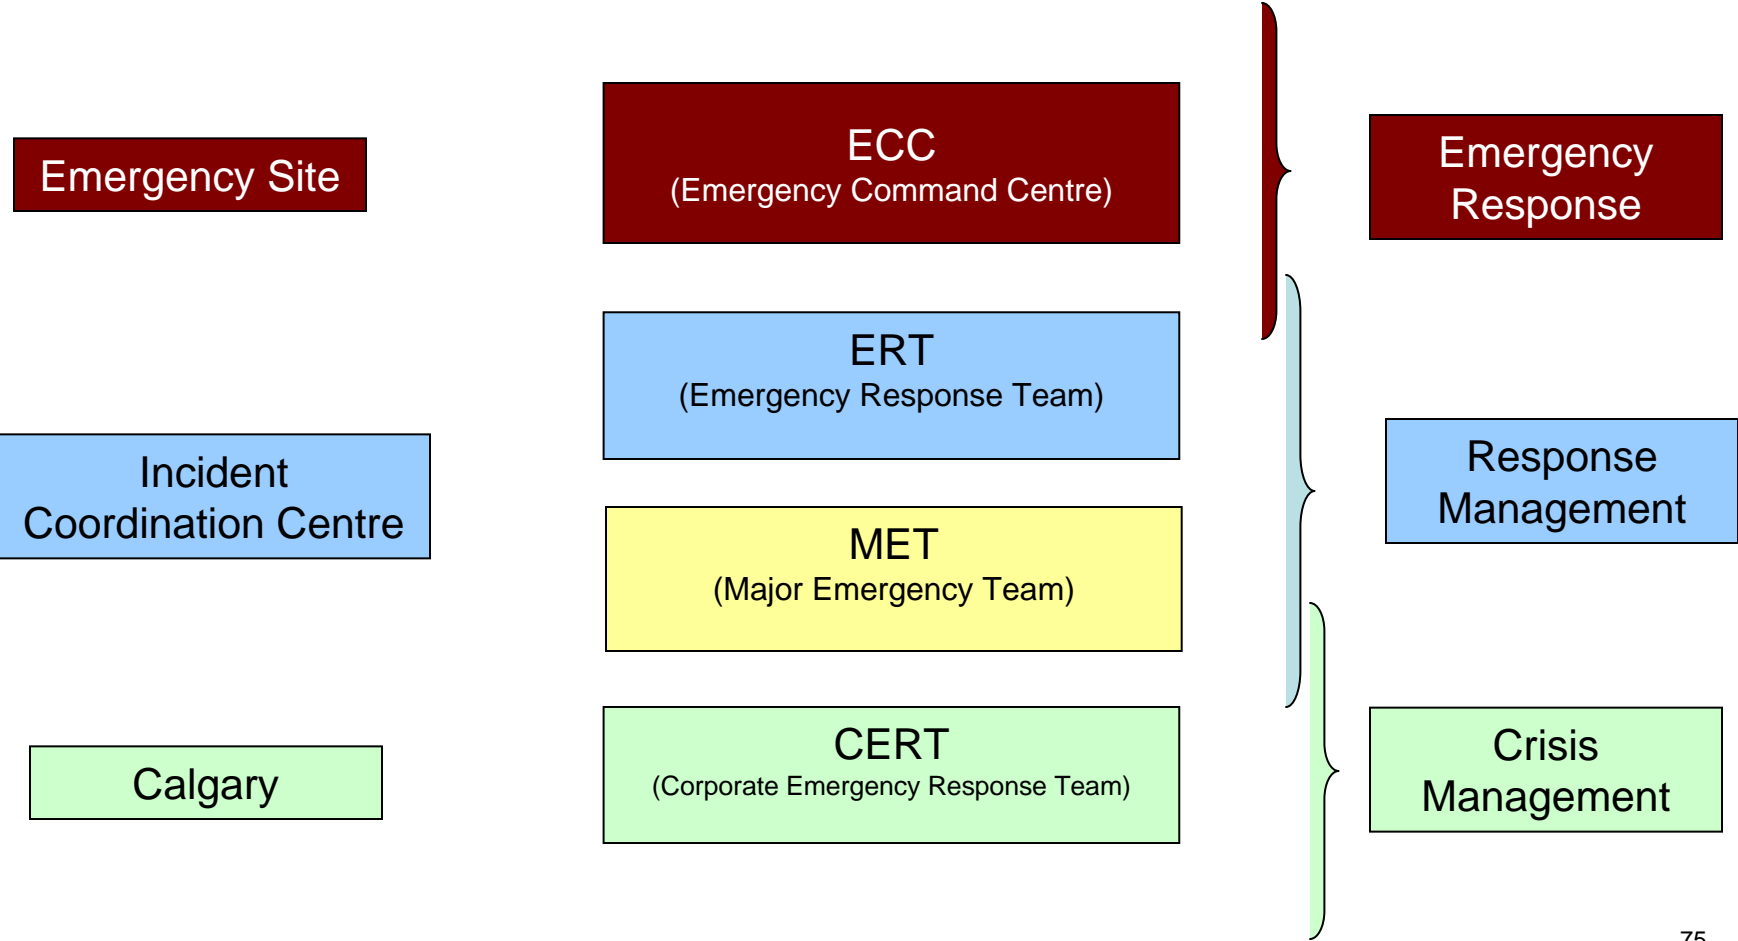 Emergency Site
ECC
(Emergency Command Centre)
Emergency
Response
ERT
(Emergency Response Team)
Incident
Coordination Centre
Response
Management
MET
(Major Emergency Team)
Calgary
CERT
(Corporate Emergency Response Team)
Crisis
Management
75